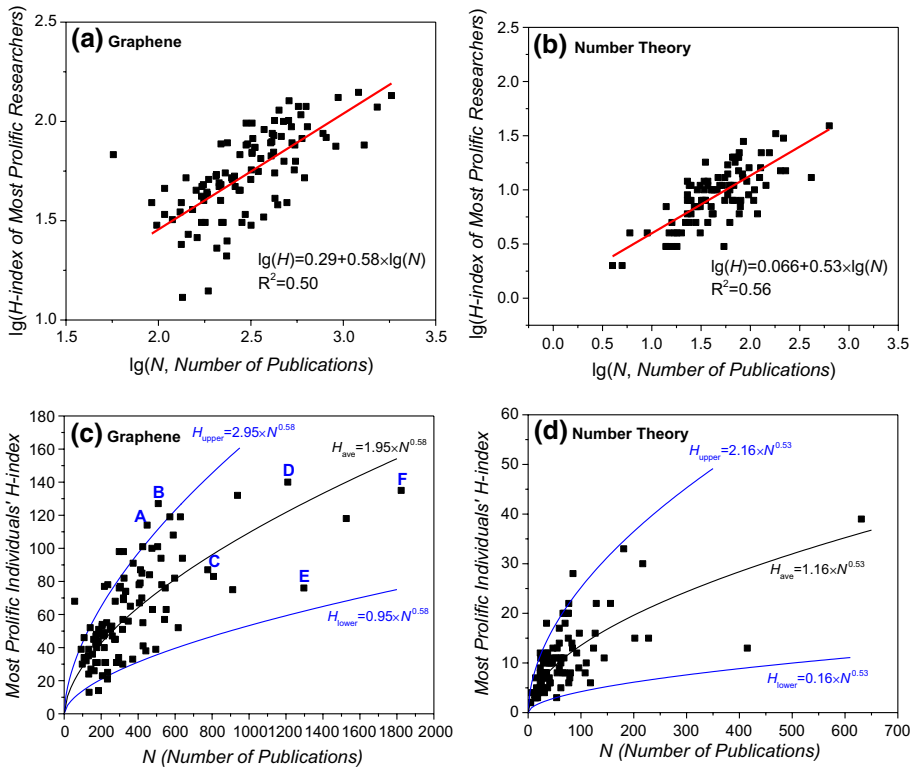 (a) Graphene
lg(H-index of Most Prolific Researchers)
2.5
2.0
1.5
1.0
lg(H)=0.29+0.58×lg(N)
R²=0.50
1.5 2.0 2.5 3.0 3.5
lg(N, Number of Publications)
(b) Number Theory
lg(H-index of Most Prolific Researchers)
2.5
2.0
1.5
1.0
0.5
0.0
lg(H)=0.066+0.53×lg(N)
R²=0.56
0.0 0.5 1.0 1.5 2.0 2.5 3.0 3.5
lg(N, Number of Publications)
(c) Graphene
Most Prolific Individuals' H-index
180
160
140
120
100
80
60
40
20
0
H_upper=2.95×N^0.58
H_ave=1.95×N^0.58
A
B
C
D
E
F
H_lower=0.95×N^0.58
0 200 400 600 800 1000 1200 1400 1600 1800 2000
N (Number of Publications)
(d) Number Theory
Most Prolific Individuals' H-index
60
50
40
30
20
10
0
H_upper=2.16×N^0.53
H_ave=1.16×N^0.53
H_lower=0.16×N^0.53
0 100 200 300 400 500 600 700
N (Number of Publications)